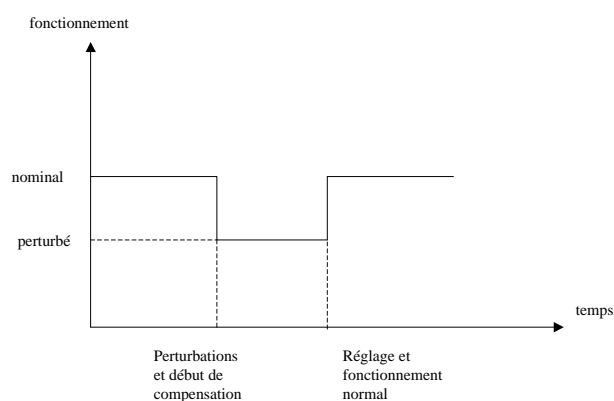 fonctionnement
nominal
perturbé
temps
Perturbations
et début de
compensation
Réglage et
fonctionnement
normal